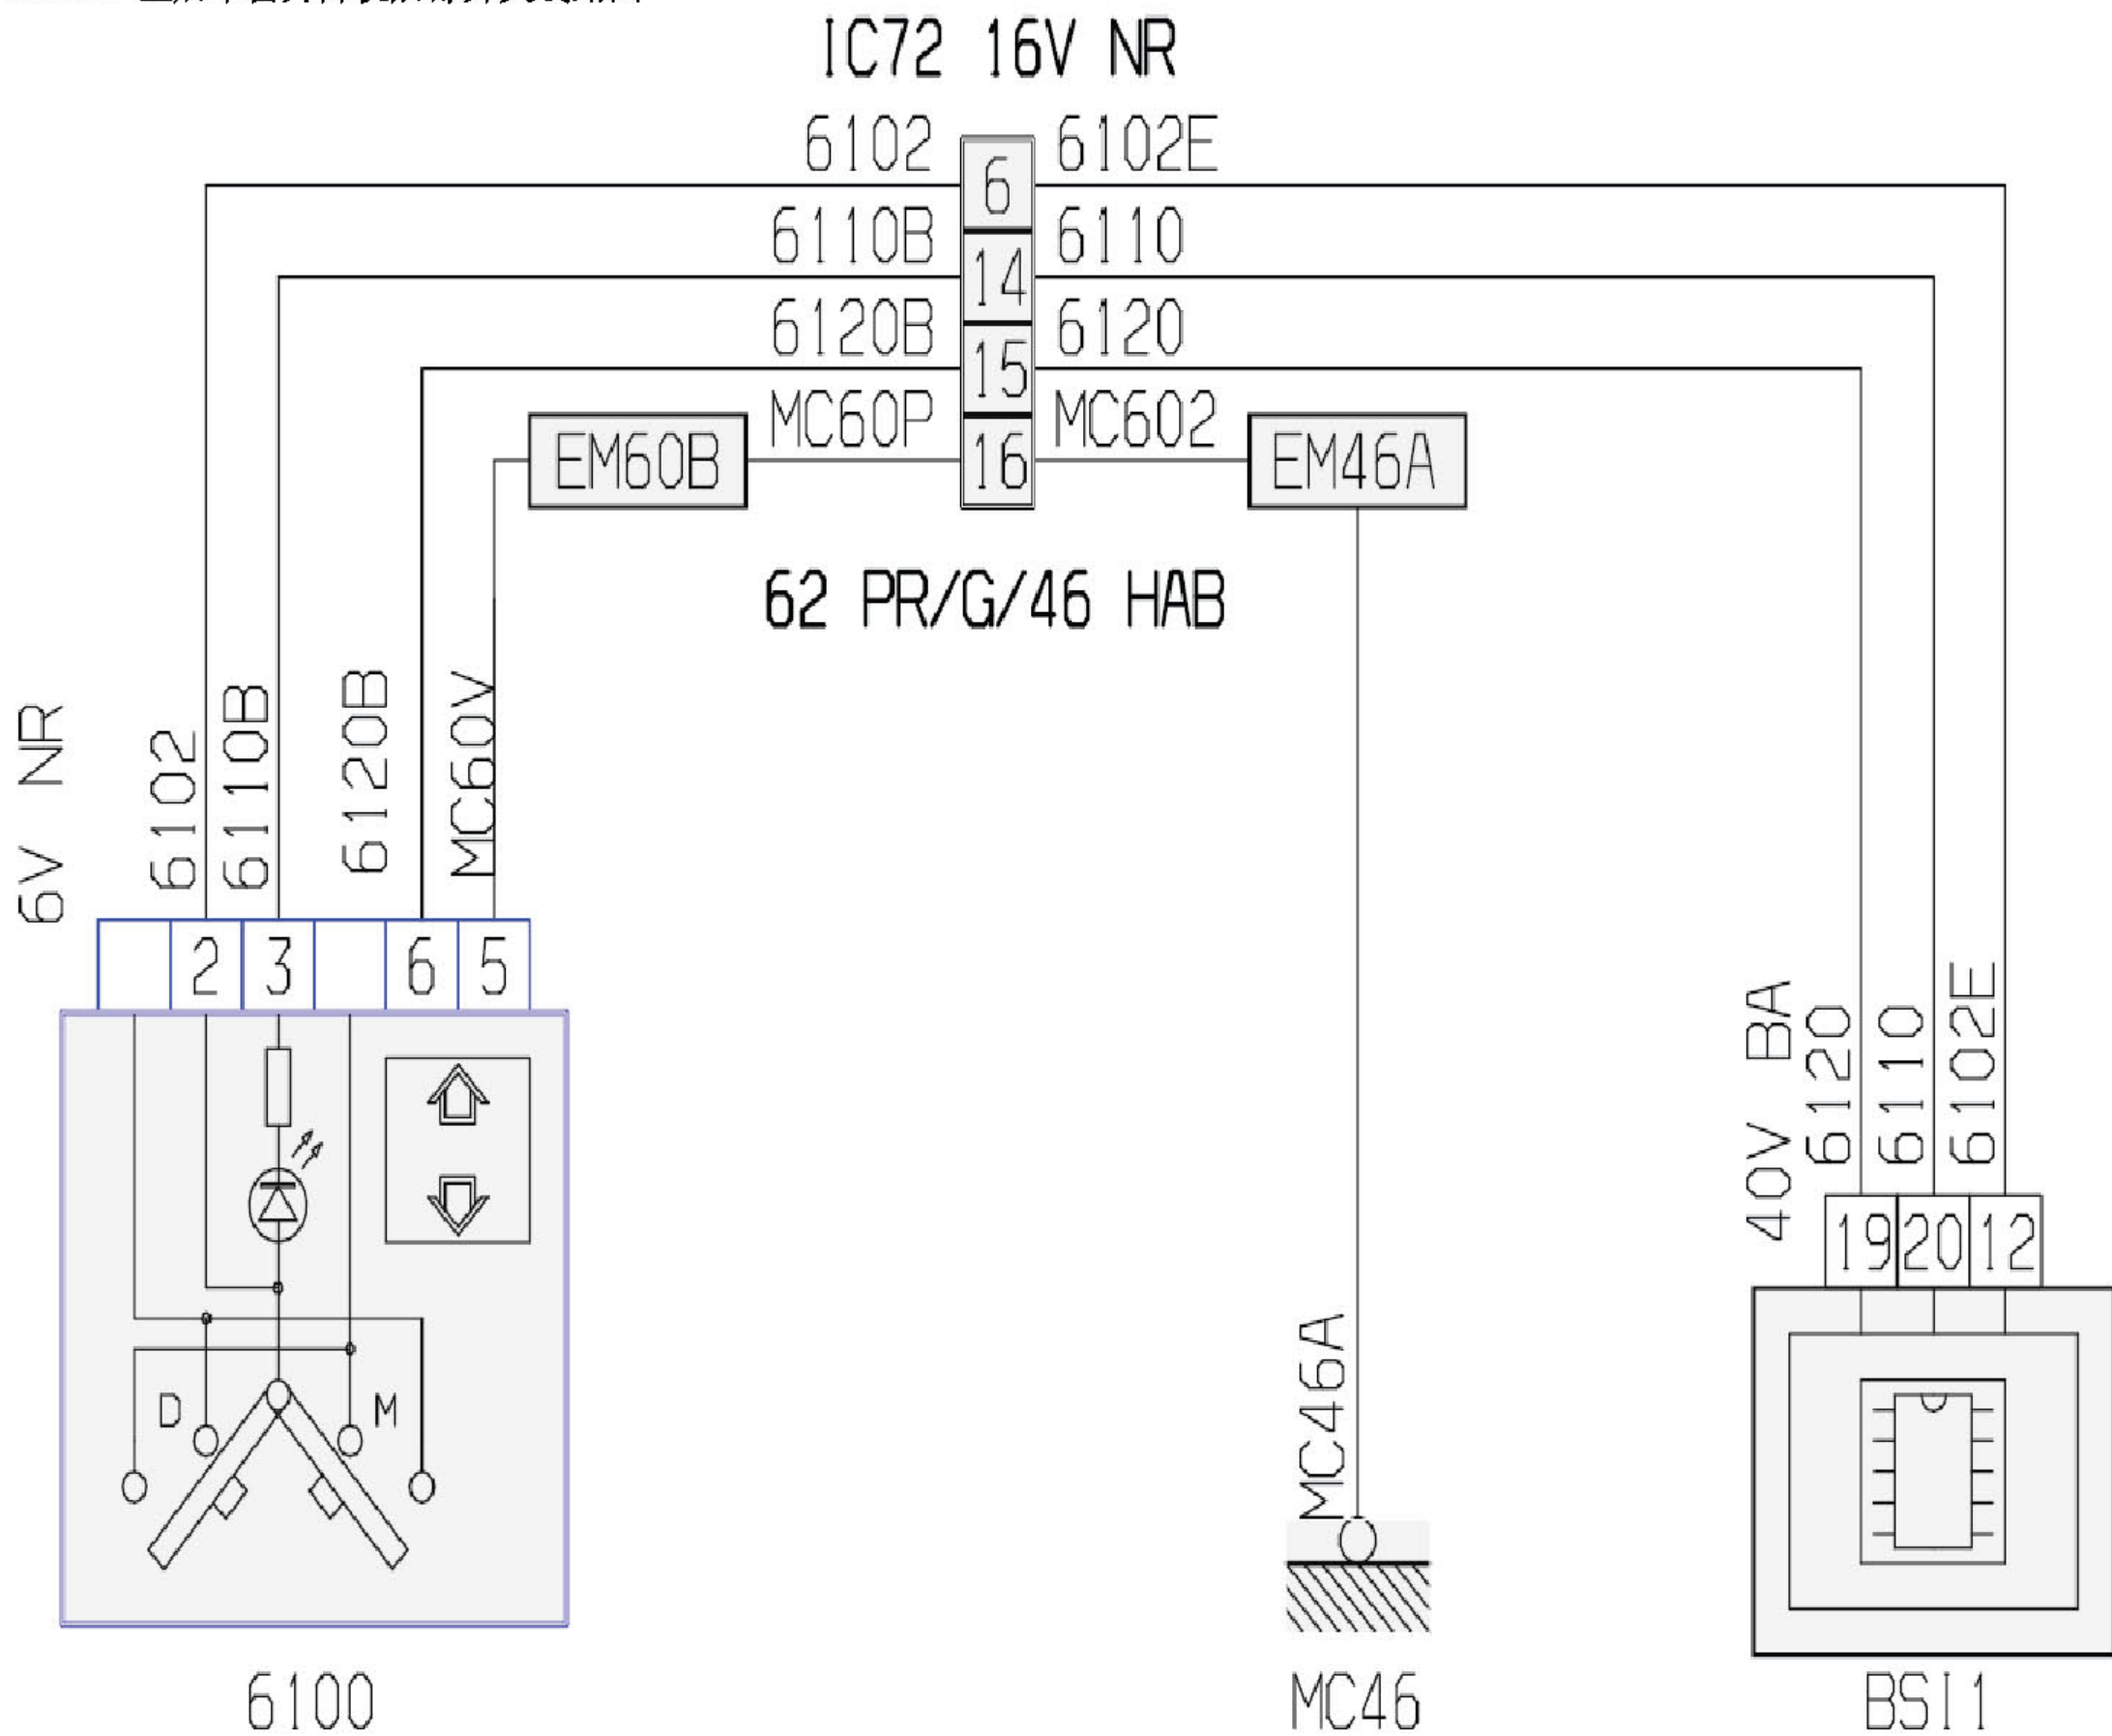 IC72 16V NR
6102 6 6102E
6110B 14 6110
6120B 15 6120
MC60P 16 MC602
EM60B EM46A
62 PR/G/46 HAB
6V NR
6102
6110B
6120B
MC60V
2 3 6 5
D M
6100
MC46A
MC46
40V BA
6120
6110
6102E
19 20 12
BSI1